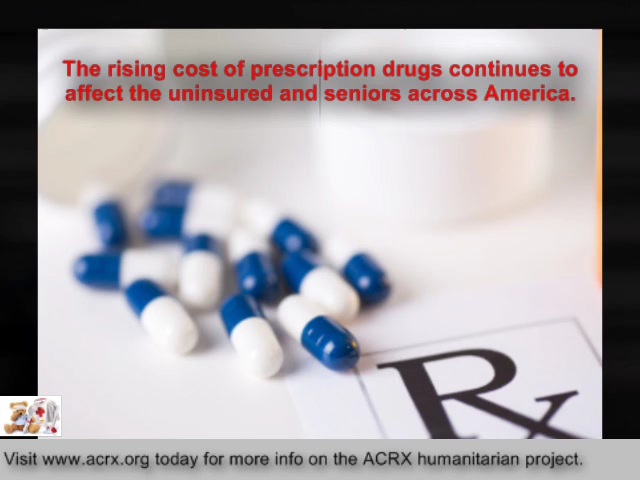 The rising cost of prescription drugs continues to
affect the uninsured and seniors across America.
Rx
Visit www.acrx.org today for more info on the ACRX humanitarian project.